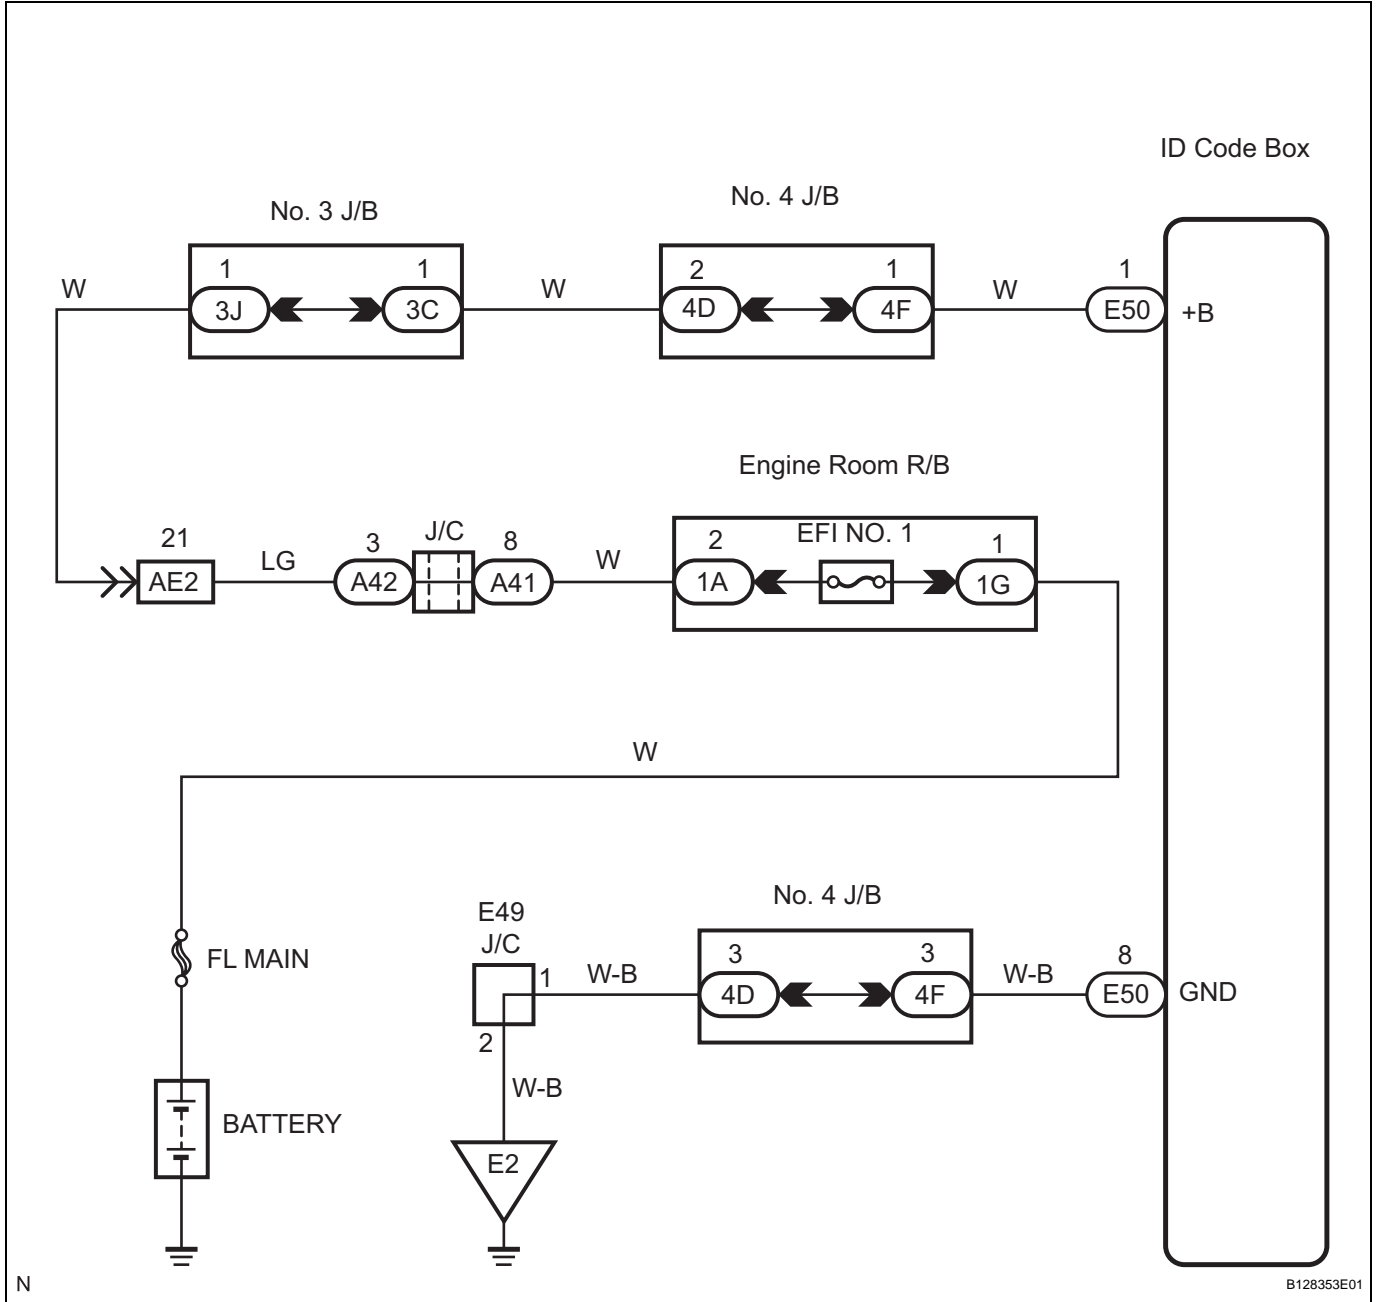 ID Code Box
No. 3 J/B
No. 4 J/B
W
1
3J
1
3C
W
2
4D
1
4F
W
1
E50
+B
Engine Room R/B
21
AE2
LG
3
A42
J/C
8
A41
W
2
1A
EFI NO. 1
1
1G
W
FL MAIN
BATTERY
No. 4 J/B
E49
J/C
1
2
W-B
3
4D
3
4F
W-B
8
E50
GND
W-B
E2
N
B128353E01